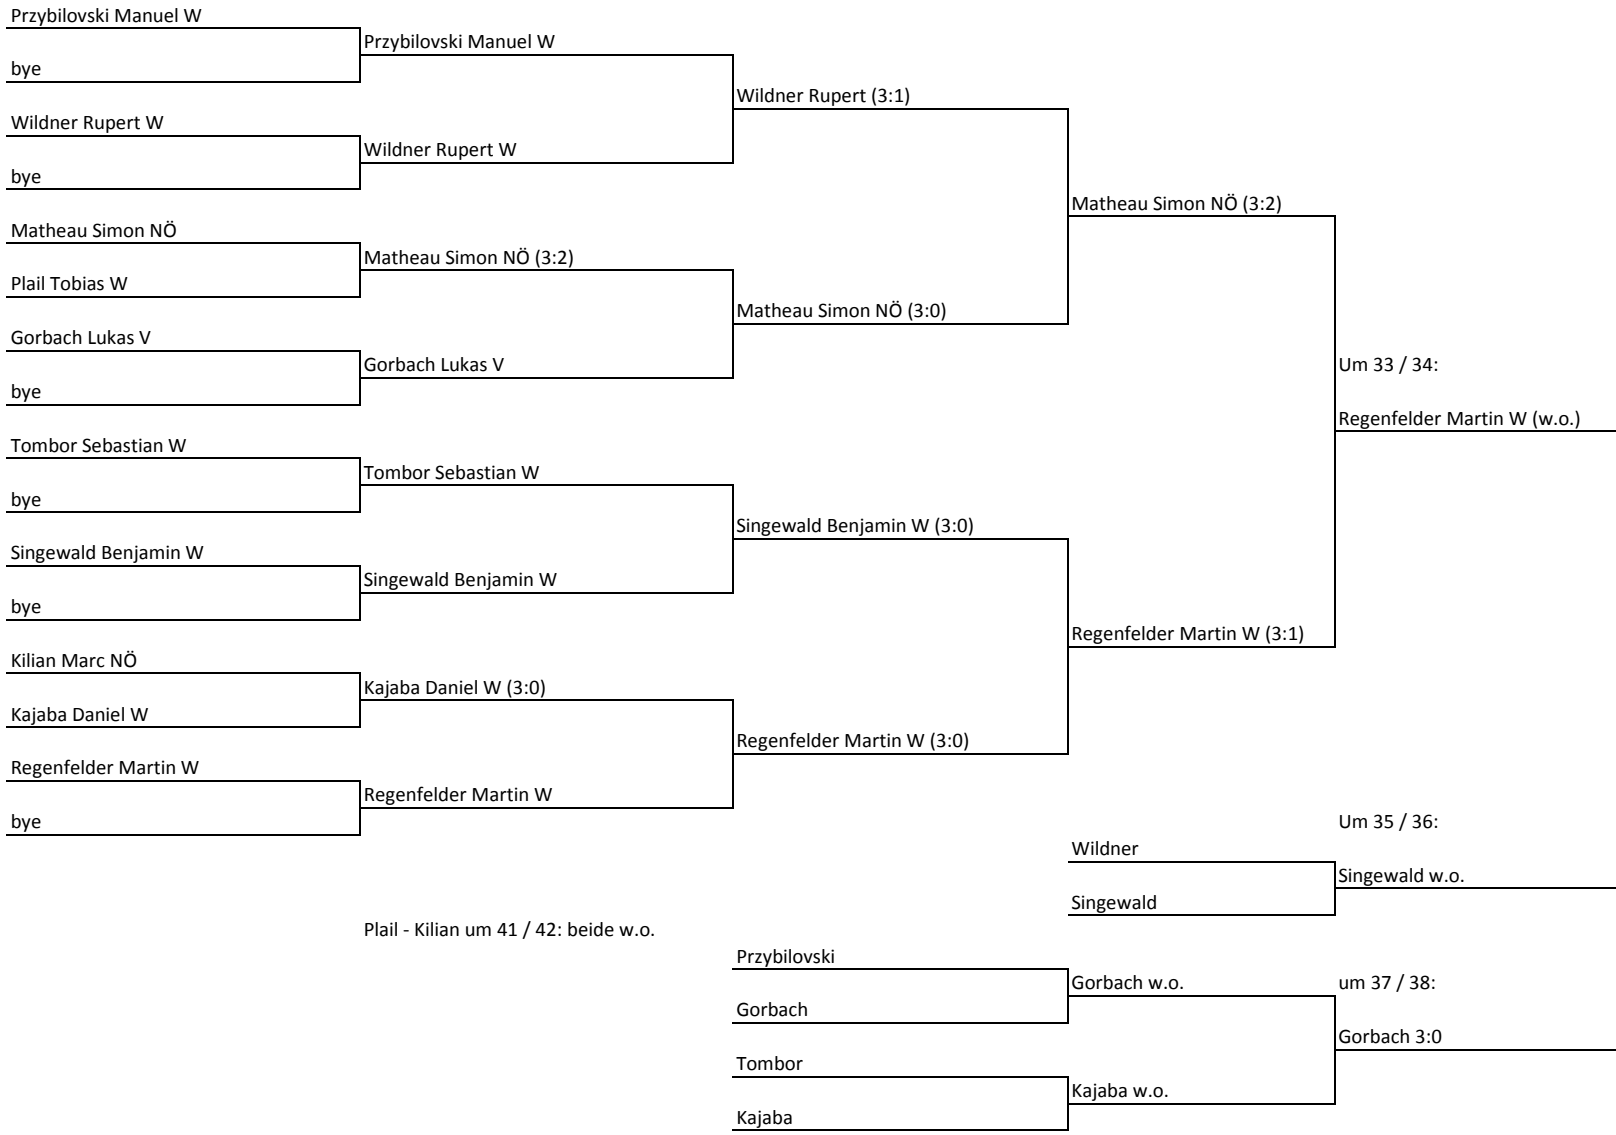 Przybilovski Manuel W
bye
Wildner Rupert W
bye
Matheau Simon NÖ
Plail Tobias W
Gorbach Lukas V
bye
Tombor Sebastian W
bye
Singewald Benjamin W
bye
Kilian Marc NÖ
Kajaba Daniel W
Regenfelder Martin W
bye
Przybilovski Manuel W
Wildner Rupert W
Matheau Simon NÖ (3:2)
Gorbach Lukas V
Tombor Sebastian W
Singewald Benjamin W
Kajaba Daniel W (3:0)
Regenfelder Martin W
Wildner Rupert (3:1)
Matheau Simon NÖ (3:0)
Singewald Benjamin W (3:0)
Regenfelder Martin W (3:0)
Matheau Simon NÖ (3:2)
Regenfelder Martin W (3:1)
Um 33 / 34:
Regenfelder Martin W (w.o.)
Um 35 / 36:
Wildner
Singewald
Singewald w.o.
Plail - Kilian um 41 / 42: beide w.o.
Przybilovski
Gorbach
Tombor
Kajaba
Gorbach w.o.
Kajaba w.o.
um 37 / 38:
Gorbach 3:0